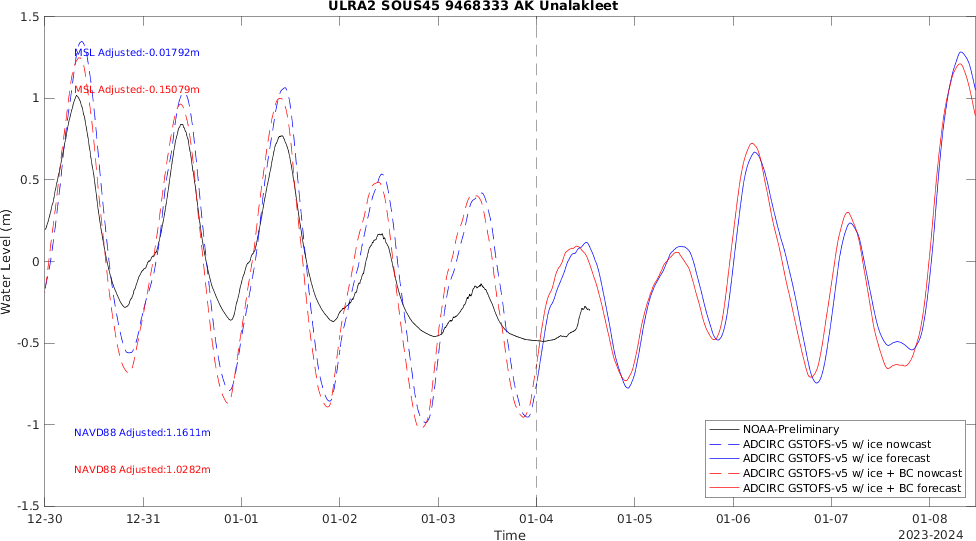 ULRA2 SOUS45 9468333 AK Unalakleet
1.5
1
0.5
0
-0.5
-1
-1.5
Water Level (m)
MSL Adjusted:-0.01792m
MSL Adjusted:-0.15079m
NAVD88 Adjusted:1.1611m
NAVD88 Adjusted:1.0282m
NOAA-Preliminary
ADCIRC GSTOFS-v5 w/ ice nowcast
ADCIRC GSTOFS-v5 w/ ice forecast
ADCIRC GSTOFS-v5 w/ ice + BC nowcast
ADCIRC GSTOFS-v5 w/ ice + BC forecast
12-30 12-31 01-01 01-02 01-03 01-04 01-05 01-06 01-07 01-08
Time
2023-2024